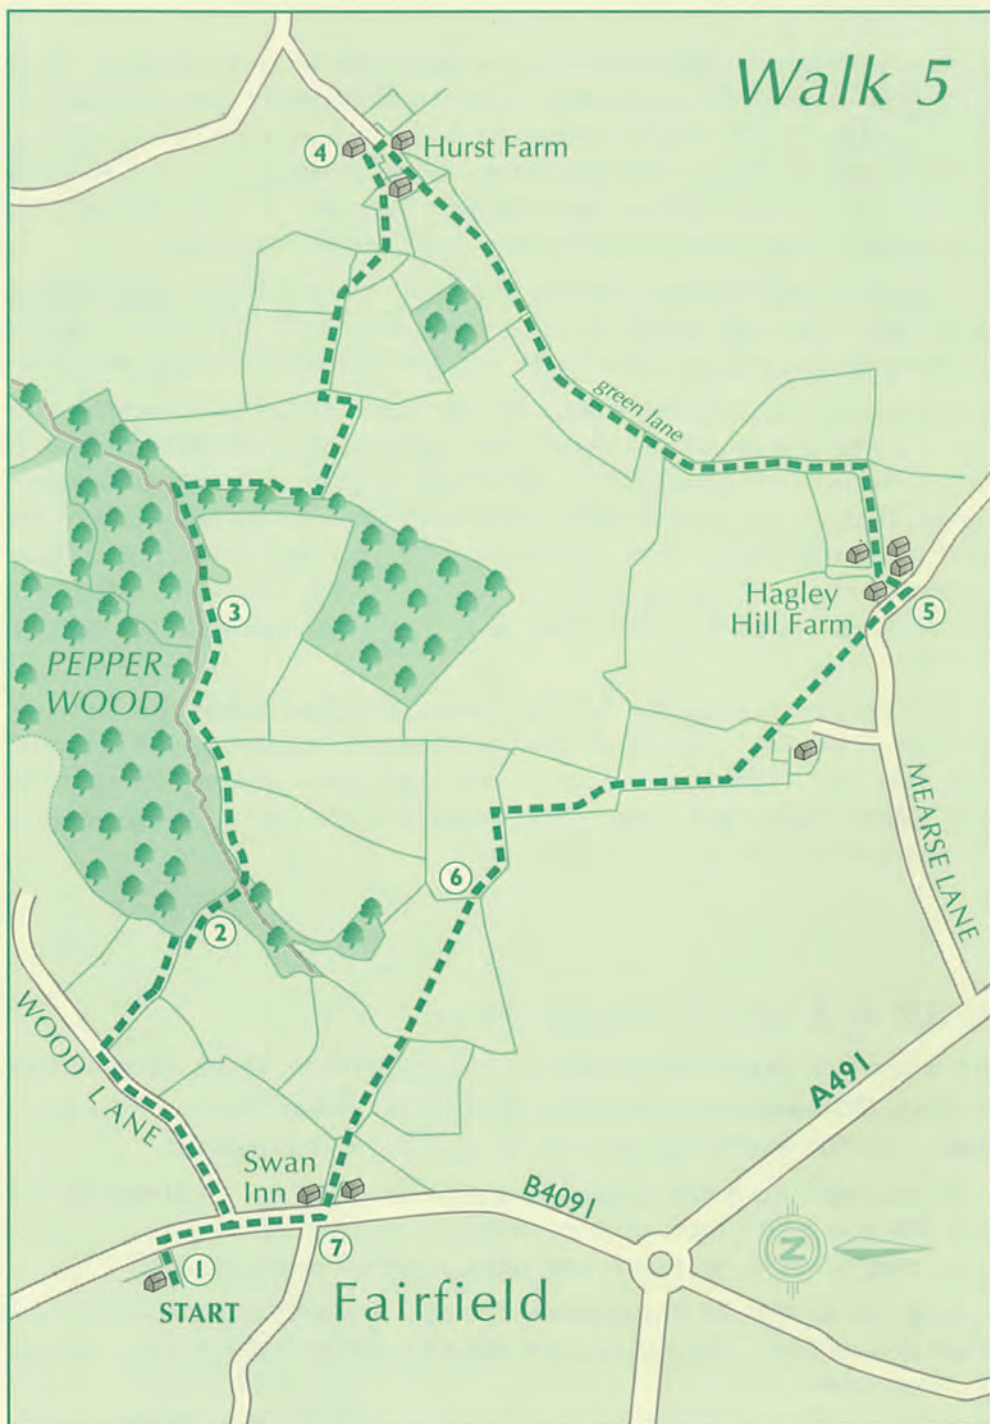 Walk 5
4
Hurst Farm
green lane
Hagley
Hill Farm
5
3
PEPPER
WOOD
MEARSE LANE
6
2
WOOD LANE
A491
Swan
Inn
B4091
7
1
START
Fairfield
N